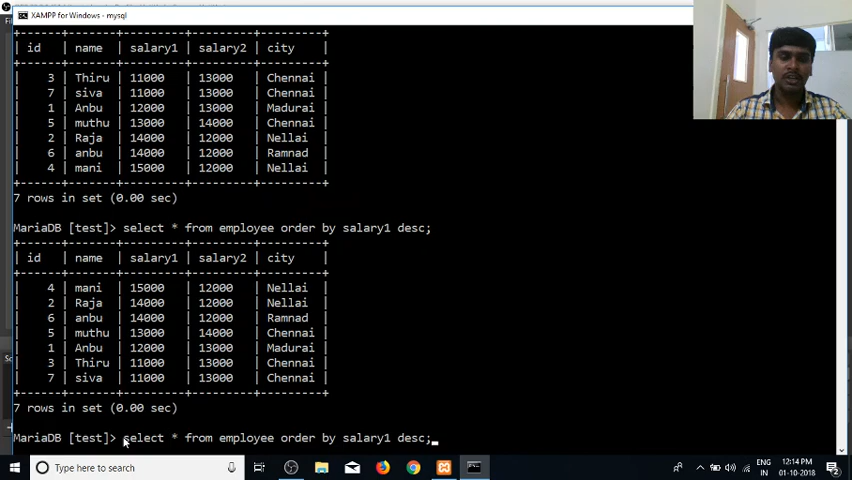 XAMPP for Windows - mysql
+------+-------+---------+---------+---------+
| id | name | salary1 | salary2 | city |
+------+-------+---------+---------+---------+
| 3 | Thiru | 11000 | 13000 | Chennai |
| 7 | siva | 11000 | 13000 | Chennai |
| 1 | Anbu | 12000 | 13000 | Madurai |
| 5 | muthu | 13000 | 14000 | Chennai |
| 2 | Raja | 14000 | 12000 | Nellai |
| 6 | anbu | 14000 | 12000 | Ramnad |
| 4 | mani | 15000 | 12000 | Nellai |
+------+-------+---------+---------+---------+
7 rows in set (0.00 sec)
MariaDB [test]> select * from employee order by salary1 desc;
+------+-------+---------+---------+---------+
| id | name | salary1 | salary2 | city |
+------+-------+---------+---------+---------+
| 4 | mani | 15000 | 12000 | Nellai |
| 2 | Raja | 14000 | 12000 | Nellai |
| 6 | anbu | 14000 | 12000 | Ramnad |
| 5 | muthu | 13000 | 14000 | Chennai |
| 1 | Anbu | 12000 | 13000 | Madurai |
| 3 | Thiru | 11000 | 13000 | Chennai |
| 7 | siva | 11000 | 13000 | Chennai |
+------+-------+---------+---------+---------+
7 rows in set (0.00 sec)
MariaDB [test]> select * from employee order by salary1 desc;
Type here to search
ENG
IN
12:14 PM
01-10-2018
2